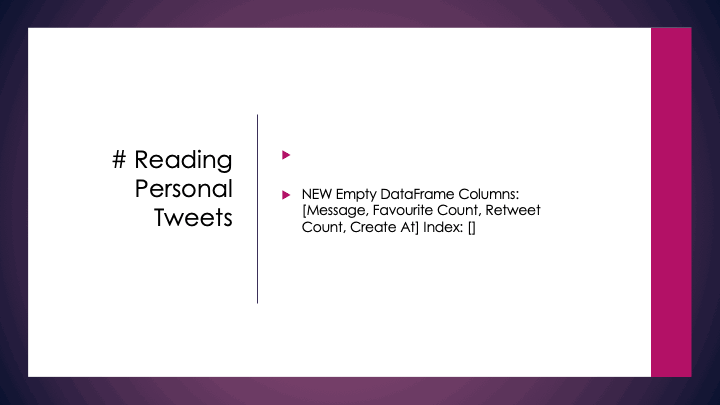 # Reading
Personal
Tweets
NEW Empty DataFrame Columns:
[Message, Favourite Count, Retweet
Count, Create At] Index: []